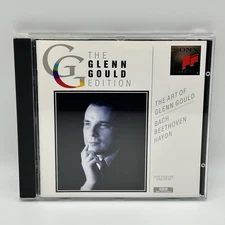 GG
THE
GLENN
GOULD
EDITION
SONY
THE ART OF
GLENN GOULD
BACH
BEETHOVEN
HAYDN